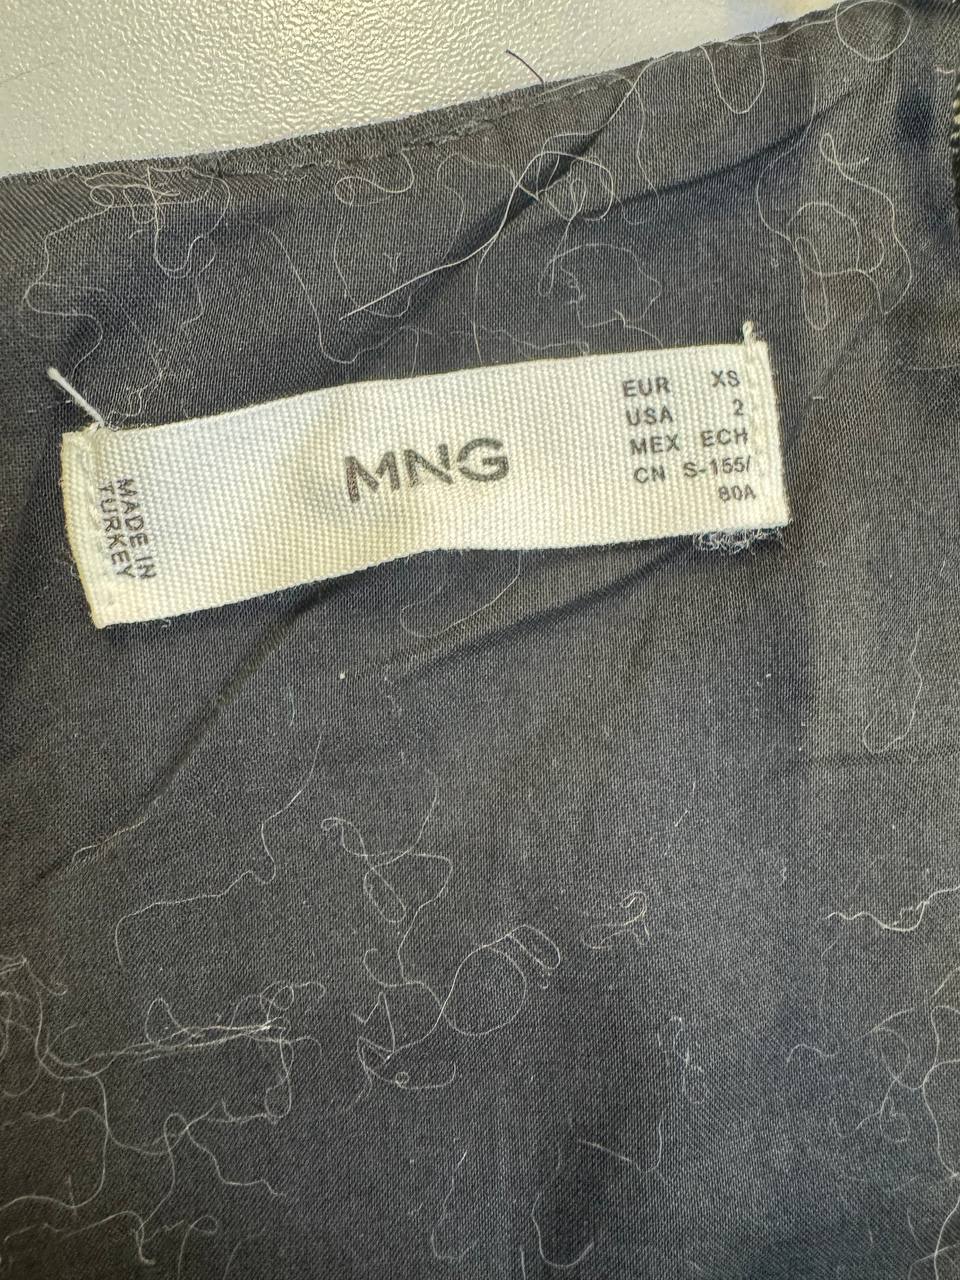 MADE IN
TURKEY
MNG
EUR XS
USA 2
MEX ECH
CN S-155/
80A